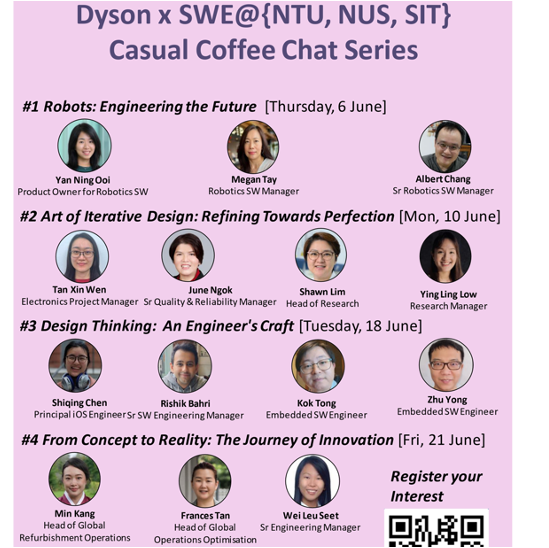 Dyson x SWE@{NTU, NUS, SIT}
Casual Coffee Chat Series
#1 Robots: Engineering the Future [Thursday, 6 June]
Yan Ning Ooi
Product Owner for Robotics SW
Megan Tay
Robotics SW Manager
Albert Chang
Sr Robotics SW Manager
#2 Art of Iterative Design: Refining Towards Perfection [Mon, 10 June]
Tan Xin Wen
Electronics Project Manager
June Ngok
Sr Quality & Reliability Manager
Shawn Lim
Head of Research
Ying Ling Low
Research Manager
#3 Design Thinking: An Engineer's Craft [Tuesday, 18 June]
Shiqing Chen
Principal iOS Engineer
Rishik Bahri
Sr SW Engineering Manager
Kok Tong
Embedded SW Engineer
Zhu Yong
Embedded SW Engineer
#4 From Concept to Reality: The Journey of Innovation [Fri, 21 June]
Min Kang
Head of Global
Refurbishment Operations
Frances Tan
Head of Global
Operations Optimisation
Wei Leu Seet
Sr Engineering Manager
Register your
Interest